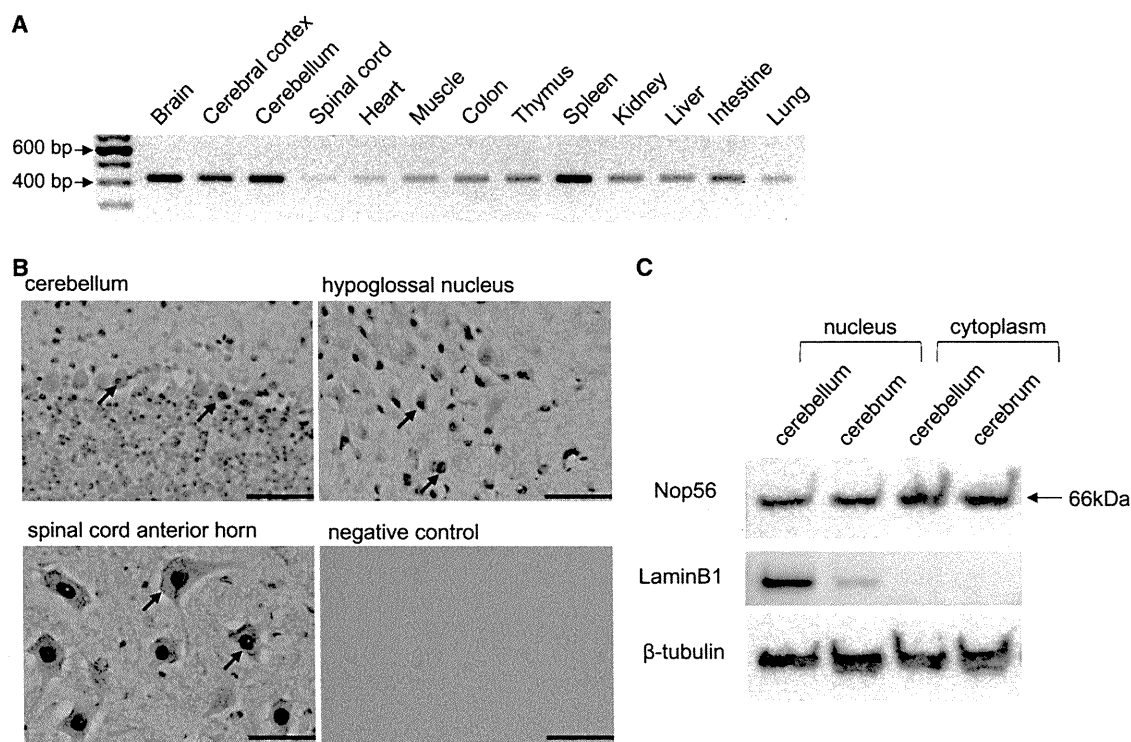 A
Brain
Cerebral cortex
Cerebellum
Spinal cord
Heart
Muscle
Colon
Thymus
Spleen
Kidney
Liver
Intestine
Lung
600 bp
400 bp
B
cerebellum
hypoglossal nucleus
spinal cord anterior horn
negative control
C
nucleus
cytoplasm
cerebellum
cerebrum
cerebellum
cerebrum
Nop56
66kDa
LaminB1
β-tubulin